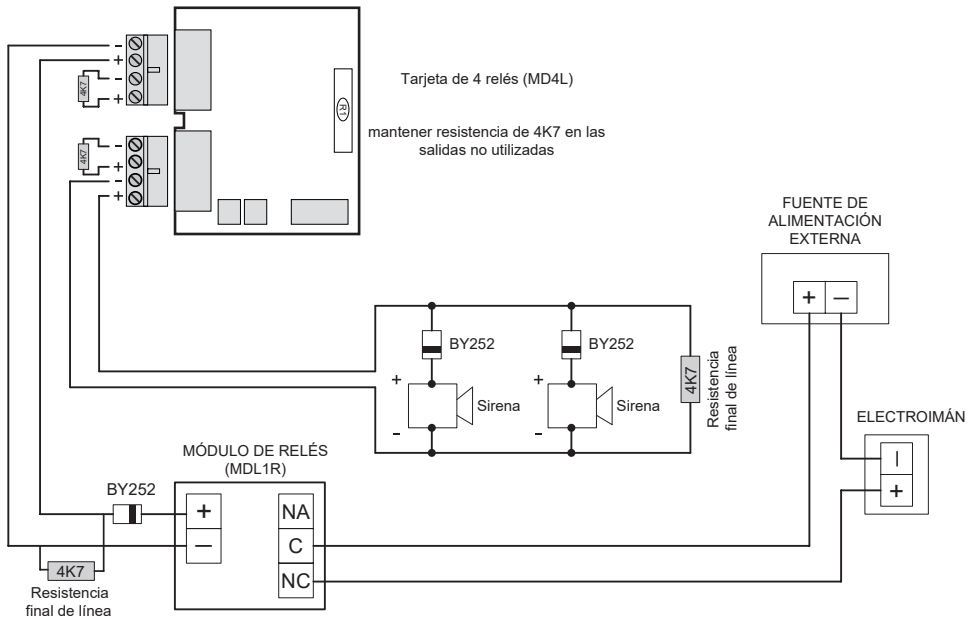 -
+
-
+
4K7
-
+
-
+
4K7
R1
Tarjeta de 4 relés (MD4L)
mantener resistencia de 4K7 en las
salidas no utilizadas
FUENTE DE
ALIMENTACIÓN
EXTERNA
+ −
BY252
BY252
+
Sirena
-
+
Sirena
-
4K7
Resistencia
final de línea
ELECTROIMÁN
−
+
MÓDULO DE RELÉS
(MDL1R)
BY252
+
−
NA
C
NC
4K7
Resistencia
final de línea